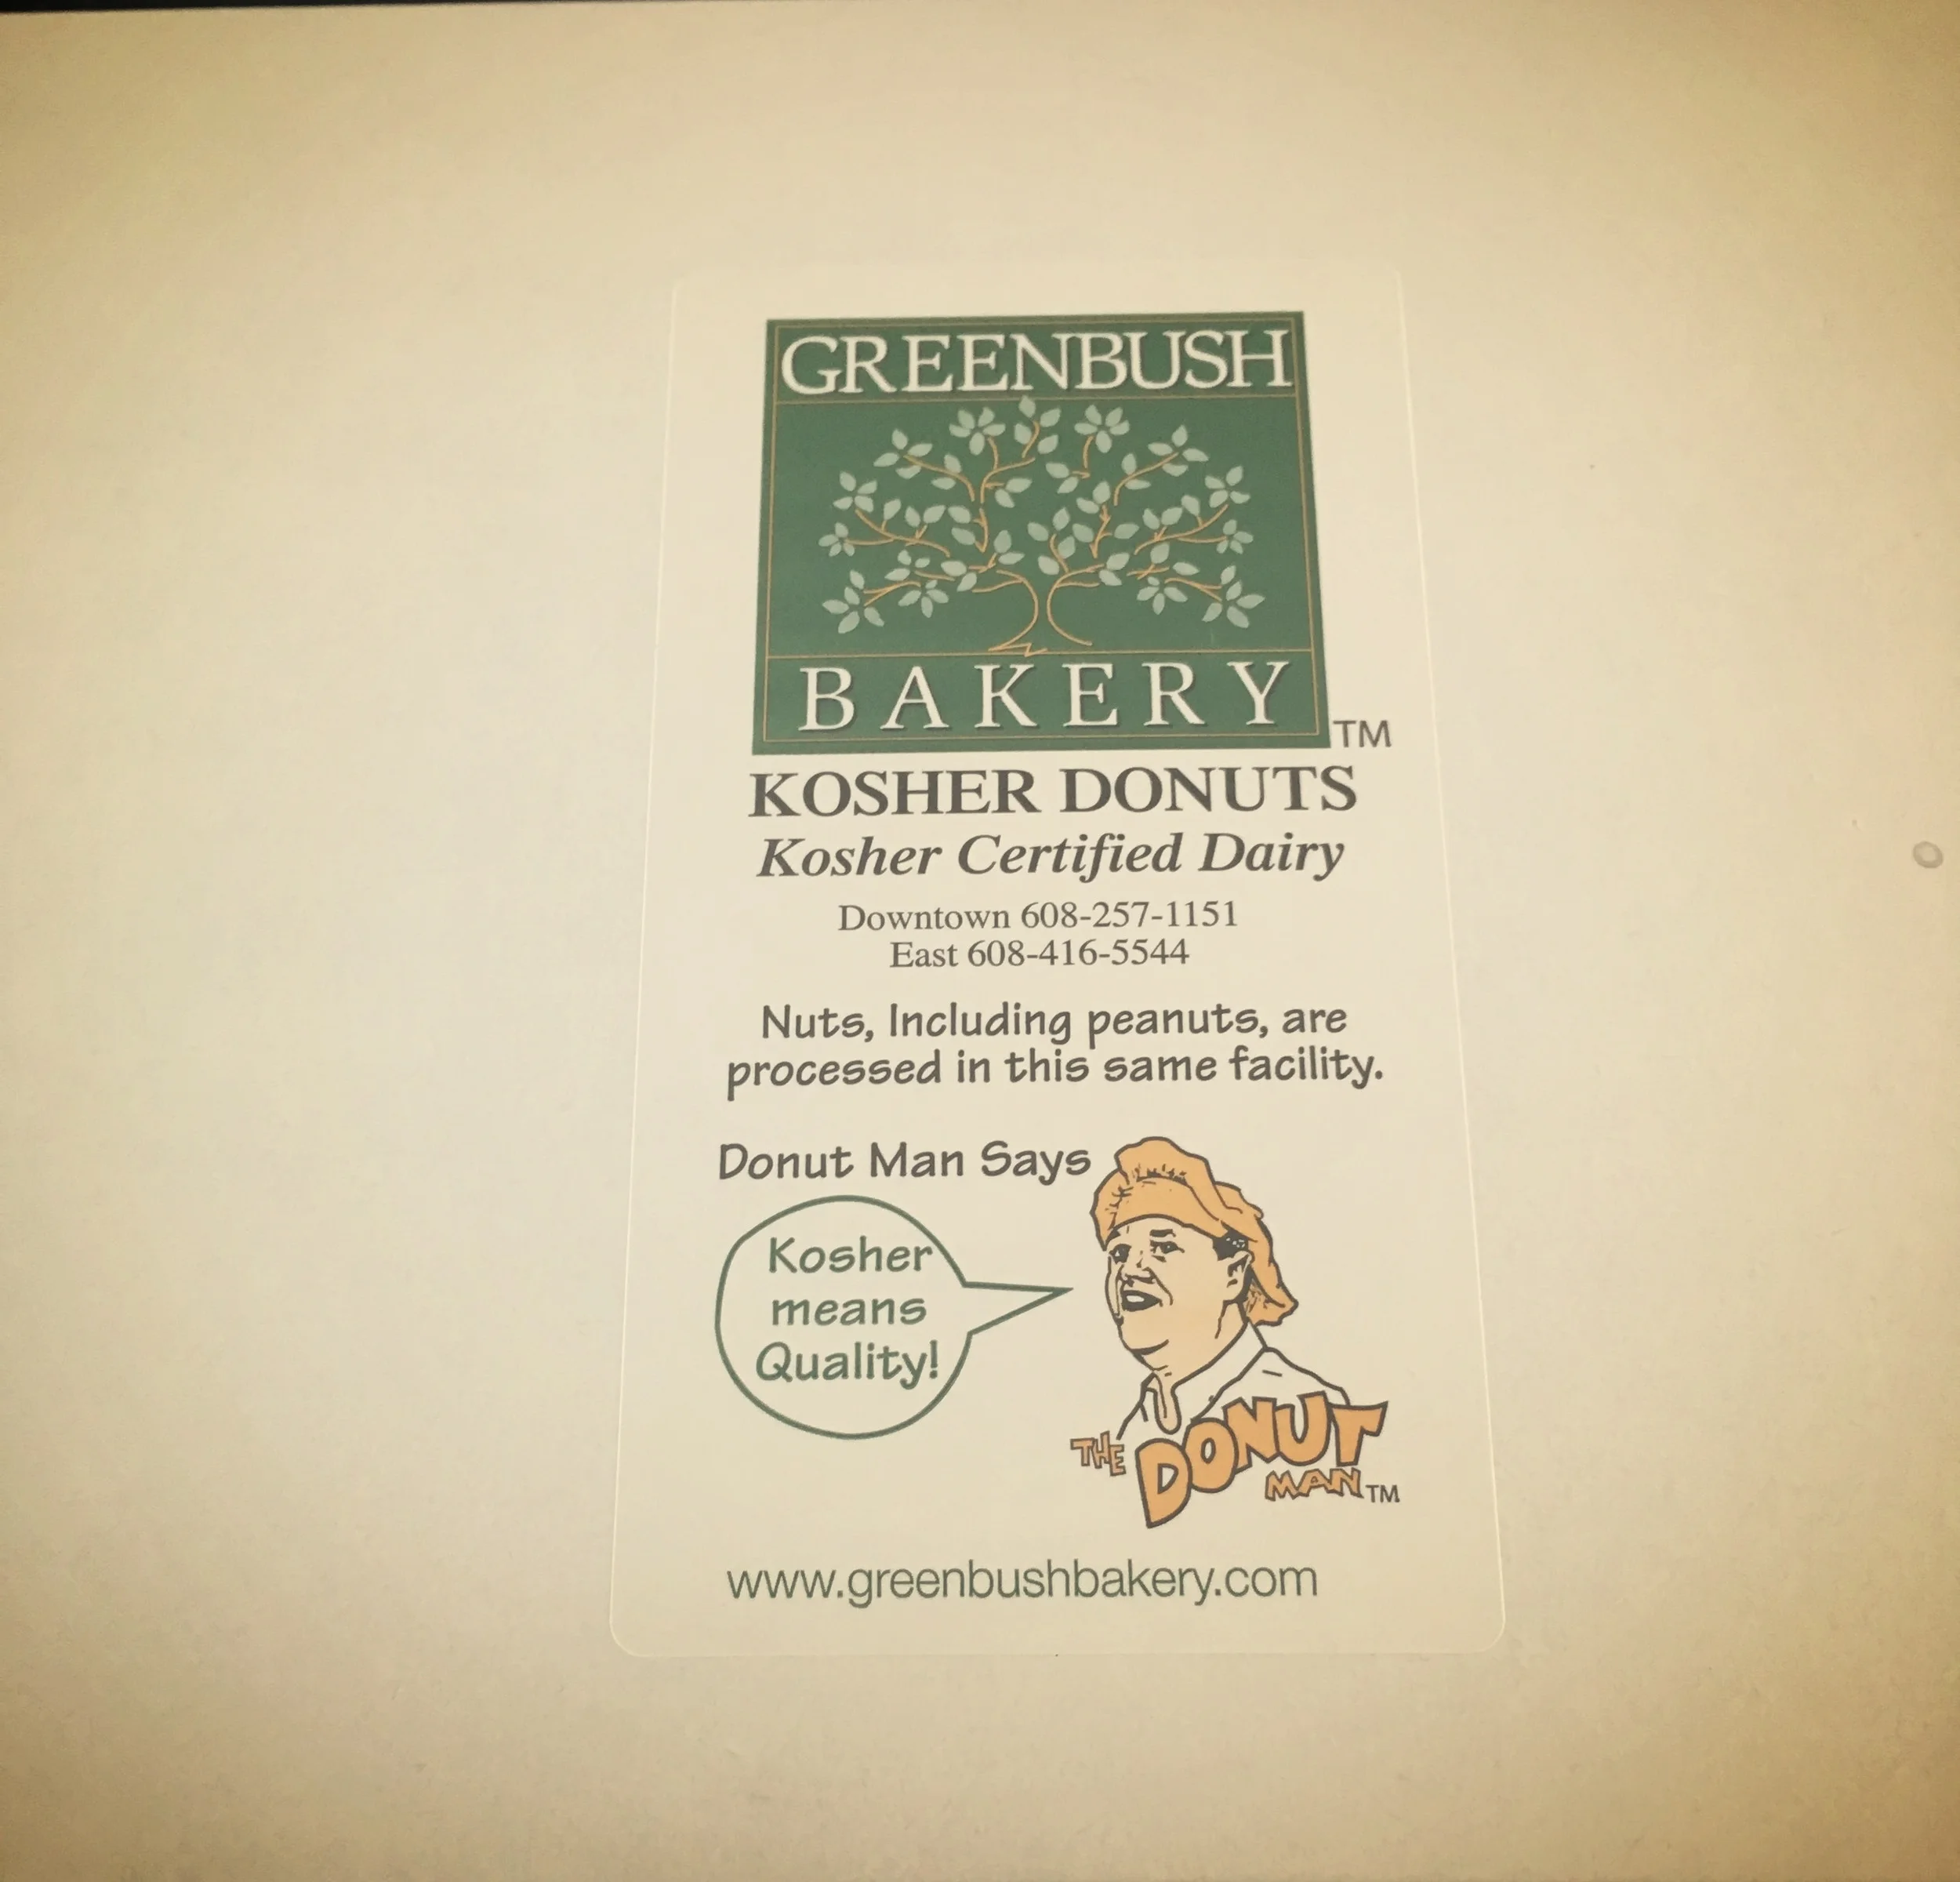 GREENBUSH
BAKERY
TM
KOSHER DONUTS
Kosher Certified Dairy
Downtown 608-257-1151
East 608-416-5544
Nuts, Including peanuts, are
processed in this same facility.
Donut Man Says
Kosher
means
Quality!
THE DONUT
MAN TM
www.greenbushbakery.com